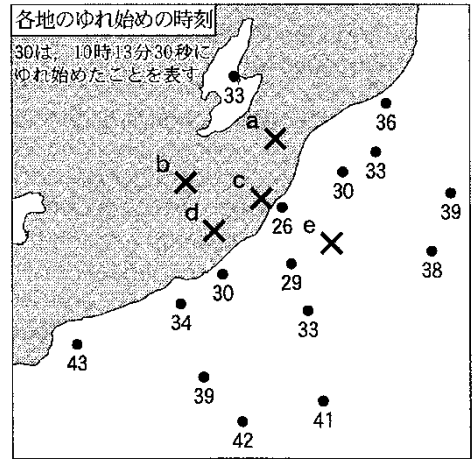 各地のゆれ始めの時刻
30は,10時13分30秒に
ゆれ始めたことを表す
33
36
a
33
b
30
c
39
26
d
e
38
29
30
34
33
43
39
41
42